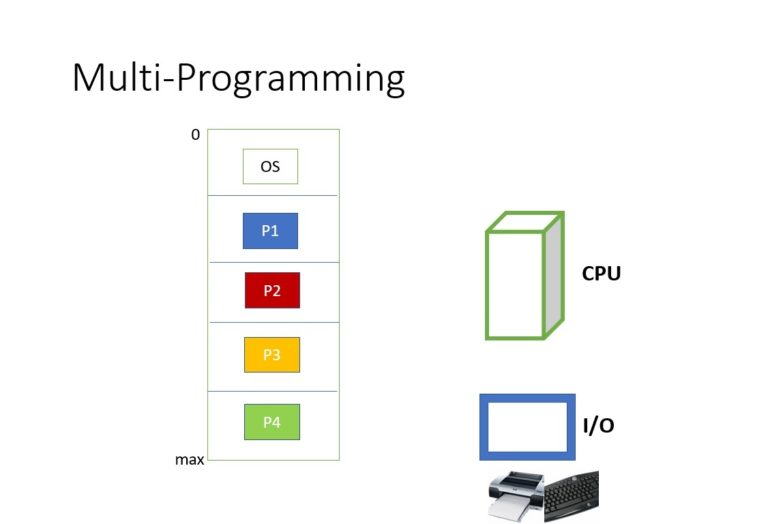 Multi-Programming
0
OS
P1
P2
P3
P4
max
CPU
I/O